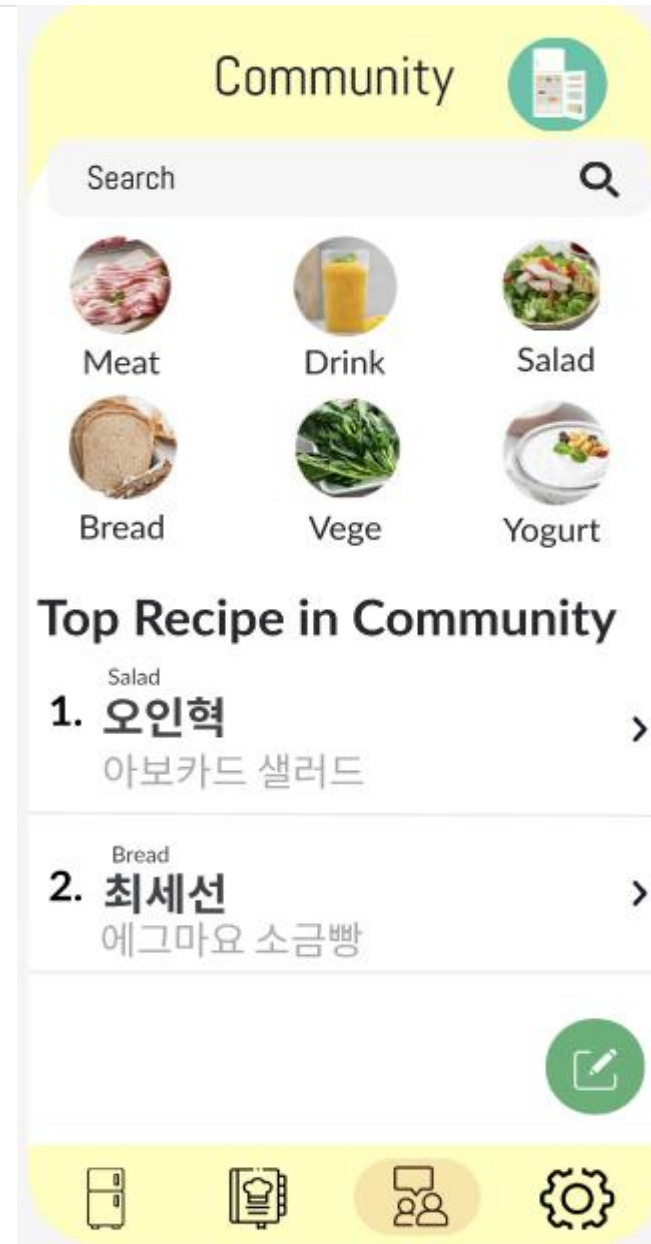 Community
Search
Meat
Drink
Salad
Bread
Vege
Yogurt
Top Recipe in Community
Salad
1. 오인혁
아보카드 샐러드
Bread
2. 최세선
에그마요 소금빵